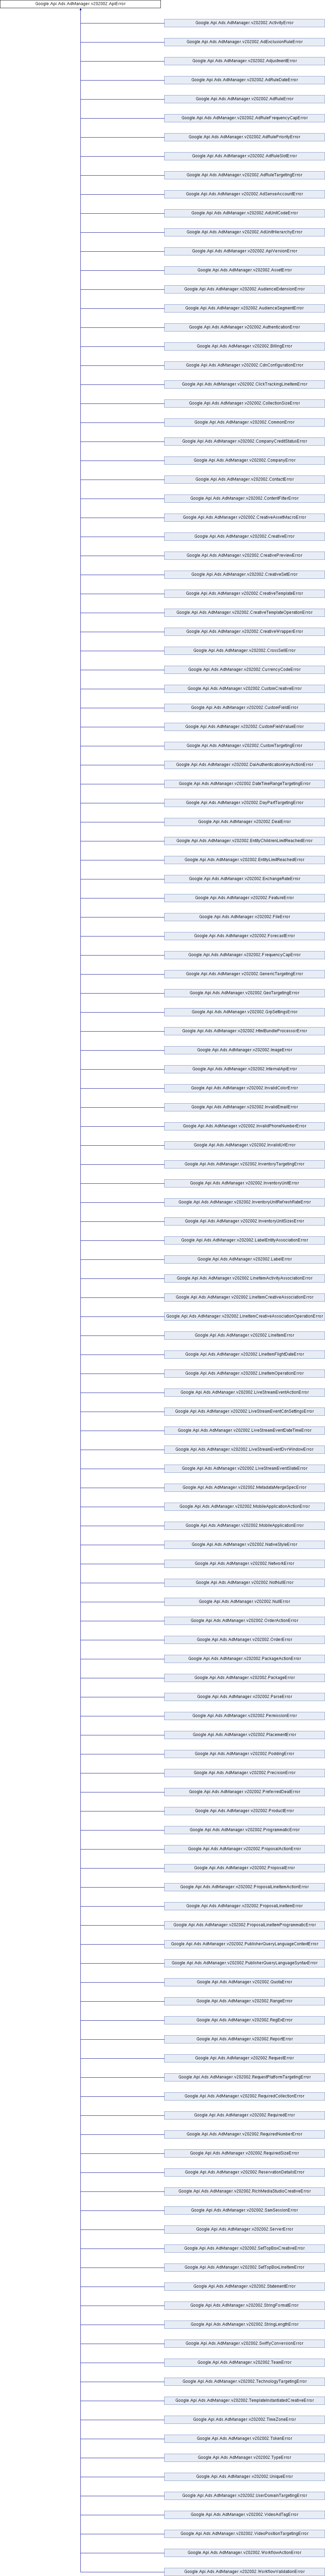 Google.Api.Ads.AdManager.v202002.ApiError
Google.Api.Ads.AdManager.v202002.ActivityError
Google.Api.Ads.AdManager.v202002.AdExclusionRuleError
Google.Api.Ads.AdManager.v202002.AdjustmentError
Google.Api.Ads.AdManager.v202002.AdRuleDateError
Google.Api.Ads.AdManager.v202002.AdRuleError
Google.Api.Ads.AdManager.v202002.AdRuleFrequencyCapError
Google.Api.Ads.AdManager.v202002.AdRulePriorityError
Google.Api.Ads.AdManager.v202002.AdRuleSlotError
Google.Api.Ads.AdManager.v202002.AdRuleTargetingError
Google.Api.Ads.AdManager.v202002.AdSenseAccountError
Google.Api.Ads.AdManager.v202002.AdUnitCodeError
Google.Api.Ads.AdManager.v202002.AdUnitHierarchyError
Google.Api.Ads.AdManager.v202002.ApiVersionError
Google.Api.Ads.AdManager.v202002.AssetError
Google.Api.Ads.AdManager.v202002.AudienceExtensionError
Google.Api.Ads.AdManager.v202002.AudienceSegmentError
Google.Api.Ads.AdManager.v202002.AuthenticationError
Google.Api.Ads.AdManager.v202002.BillingError
Google.Api.Ads.AdManager.v202002.CdnConfigurationError
Google.Api.Ads.AdManager.v202002.ClickTrackingLineItemError
Google.Api.Ads.AdManager.v202002.CollectionSizeError
Google.Api.Ads.AdManager.v202002.CommonError
Google.Api.Ads.AdManager.v202002.CompanyCreditStatusError
Google.Api.Ads.AdManager.v202002.CompanyError
Google.Api.Ads.AdManager.v202002.ContactError
Google.Api.Ads.AdManager.v202002.ContentFilterError
Google.Api.Ads.AdManager.v202002.CreativeAssetMacroError
Google.Api.Ads.AdManager.v202002.CreativeError
Google.Api.Ads.AdManager.v202002.CreativePreviewError
Google.Api.Ads.AdManager.v202002.CreativeSetError
Google.Api.Ads.AdManager.v202002.CreativeTemplateError
Google.Api.Ads.AdManager.v202002.CreativeTemplateOperationError
Google.Api.Ads.AdManager.v202002.CreativeWrapperError
Google.Api.Ads.AdManager.v202002.CrossSellError
Google.Api.Ads.AdManager.v202002.CurrencyCodeError
Google.Api.Ads.AdManager.v202002.CustomCreativeError
Google.Api.Ads.AdManager.v202002.CustomFieldError
Google.Api.Ads.AdManager.v202002.CustomFieldValueError
Google.Api.Ads.AdManager.v202002.CustomTargetingError
Google.Api.Ads.AdManager.v202002.DaiAuthenticationKeyActionError
Google.Api.Ads.AdManager.v202002.DateTimeRangeTargetingError
Google.Api.Ads.AdManager.v202002.DayPartTargetingError
Google.Api.Ads.AdManager.v202002.DealError
Google.Api.Ads.AdManager.v202002.EntityChildrenLimitReachedError
Google.Api.Ads.AdManager.v202002.EntityLimitReachedError
Google.Api.Ads.AdManager.v202002.ExchangeRateError
Google.Api.Ads.AdManager.v202002.FeatureError
Google.Api.Ads.AdManager.v202002.FileError
Google.Api.Ads.AdManager.v202002.ForecastError
Google.Api.Ads.AdManager.v202002.FrequencyCapError
Google.Api.Ads.AdManager.v202002.GenericTargetingError
Google.Api.Ads.AdManager.v202002.GeoTargetingError
Google.Api.Ads.AdManager.v202002.GrpSettingsError
Google.Api.Ads.AdManager.v202002.HtmlBundleProcessorError
Google.Api.Ads.AdManager.v202002.ImageError
Google.Api.Ads.AdManager.v202002.InternalApiError
Google.Api.Ads.AdManager.v202002.InvalidColorError
Google.Api.Ads.AdManager.v202002.InvalidEmailError
Google.Api.Ads.AdManager.v202002.InvalidPhoneNumberError
Google.Api.Ads.AdManager.v202002.InvalidUrlError
Google.Api.Ads.AdManager.v202002.InventoryTargetingError
Google.Api.Ads.AdManager.v202002.InventoryUnitError
Google.Api.Ads.AdManager.v202002.InventoryUnitRefreshRateError
Google.Api.Ads.AdManager.v202002.InventoryUnitSizesError
Google.Api.Ads.AdManager.v202002.LabelEntityAssociationError
Google.Api.Ads.AdManager.v202002.LabelError
Google.Api.Ads.AdManager.v202002.LineItemActivityAssociationError
Google.Api.Ads.AdManager.v202002.LineItemCreativeAssociationError
Google.Api.Ads.AdManager.v202002.LineItemCreativeAssociationOperationError
Google.Api.Ads.AdManager.v202002.LineItemError
Google.Api.Ads.AdManager.v202002.LineItemFlightDateError
Google.Api.Ads.AdManager.v202002.LineItemOperationError
Google.Api.Ads.AdManager.v202002.LiveStreamEventActionError
Google.Api.Ads.AdManager.v202002.LiveStreamEventCdnSettingsError
Google.Api.Ads.AdManager.v202002.LiveStreamEventDateTimeError
Google.Api.Ads.AdManager.v202002.LiveStreamEventDvrWindowError
Google.Api.Ads.AdManager.v202002.LiveStreamEventSlateError
Google.Api.Ads.AdManager.v202002.MetadataMergeSpecError
Google.Api.Ads.AdManager.v202002.MobileApplicationActionError
Google.Api.Ads.AdManager.v202002.MobileApplicationError
Google.Api.Ads.AdManager.v202002.NativeStyleError
Google.Api.Ads.AdManager.v202002.NetworkError
Google.Api.Ads.AdManager.v202002.NotNullError
Google.Api.Ads.AdManager.v202002.NullError
Google.Api.Ads.AdManager.v202002.OrderActionError
Google.Api.Ads.AdManager.v202002.OrderError
Google.Api.Ads.AdManager.v202002.PackageActionError
Google.Api.Ads.AdManager.v202002.PackageError
Google.Api.Ads.AdManager.v202002.ParseError
Google.Api.Ads.AdManager.v202002.PermissionError
Google.Api.Ads.AdManager.v202002.PlacementError
Google.Api.Ads.AdManager.v202002.PoddingError
Google.Api.Ads.AdManager.v202002.PrecisionError
Google.Api.Ads.AdManager.v202002.PreferredDealError
Google.Api.Ads.AdManager.v202002.ProductError
Google.Api.Ads.AdManager.v202002.ProgrammaticError
Google.Api.Ads.AdManager.v202002.ProposalActionError
Google.Api.Ads.AdManager.v202002.ProposalError
Google.Api.Ads.AdManager.v202002.ProposalLineItemActionError
Google.Api.Ads.AdManager.v202002.ProposalLineItemError
Google.Api.Ads.AdManager.v202002.ProposalLineItemProgrammaticError
Google.Api.Ads.AdManager.v202002.PublisherQueryLanguageContextError
Google.Api.Ads.AdManager.v202002.PublisherQueryLanguageSyntaxError
Google.Api.Ads.AdManager.v202002.QuotaError
Google.Api.Ads.AdManager.v202002.RangeError
Google.Api.Ads.AdManager.v202002.RegExError
Google.Api.Ads.AdManager.v202002.ReportError
Google.Api.Ads.AdManager.v202002.RequestError
Google.Api.Ads.AdManager.v202002.RequestPlatformTargetingError
Google.Api.Ads.AdManager.v202002.RequiredCollectionError
Google.Api.Ads.AdManager.v202002.RequiredError
Google.Api.Ads.AdManager.v202002.RequiredNumberError
Google.Api.Ads.AdManager.v202002.RequiredSizeError
Google.Api.Ads.AdManager.v202002.ReservationDetailsError
Google.Api.Ads.AdManager.v202002.RichMediaStudioCreativeError
Google.Api.Ads.AdManager.v202002.SamSessionError
Google.Api.Ads.AdManager.v202002.ServerError
Google.Api.Ads.AdManager.v202002.SetTopBoxCreativeError
Google.Api.Ads.AdManager.v202002.SetTopBoxLineItemError
Google.Api.Ads.AdManager.v202002.StatementError
Google.Api.Ads.AdManager.v202002.StringFormatError
Google.Api.Ads.AdManager.v202002.StringLengthError
Google.Api.Ads.AdManager.v202002.SwiffyConversionError
Google.Api.Ads.AdManager.v202002.TeamError
Google.Api.Ads.AdManager.v202002.TechnologyTargetingError
Google.Api.Ads.AdManager.v202002.TemplateInstantiatedCreativeError
Google.Api.Ads.AdManager.v202002.TimeZoneError
Google.Api.Ads.AdManager.v202002.TokenError
Google.Api.Ads.AdManager.v202002.TypeError
Google.Api.Ads.AdManager.v202002.UniqueError
Google.Api.Ads.AdManager.v202002.UserDomainTargetingError
Google.Api.Ads.AdManager.v202002.VideoAdTagError
Google.Api.Ads.AdManager.v202002.VideoPositionTargetingError
Google.Api.Ads.AdManager.v202002.WorkflowActionError
Google.Api.Ads.AdManager.v202002.WorkflowValidationError